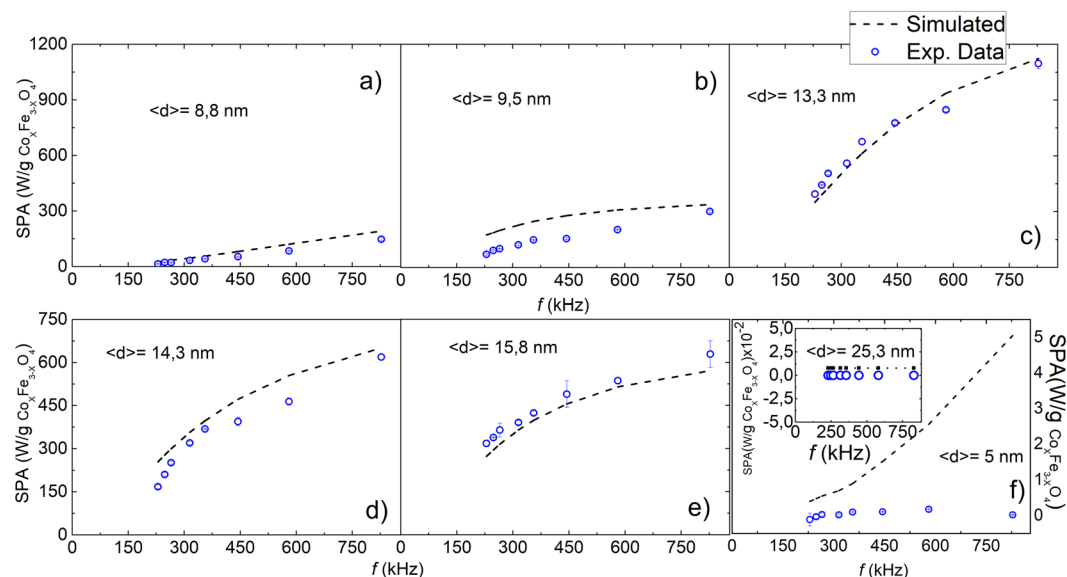 Simulated
Exp. Data
1200
900
600
300
0
SPA (W/g CoXFe3-XO4)
a)
<d>= 8,8 nm
b)
<d>= 9,5 nm
<d>= 13,3 nm
c)
0 150 300 450 600 750
0 150 300 450 600 750
0 150 300 450 600 750
f (kHz)
750
600
450
300
150
0
SPA (W/g CoXFe3-XO4)
<d>= 14,3 nm
d)
<d>= 15,8 nm
e)
SPA(W/g CoXFe3-XO4)x10-2
5,0
2,5
0,0
-2,5
-5,0
<d>= 25,3 nm
0 250 500 750
f (kHz)
<d>= 5 nm
f)
5
4
3
2
1
0
SPA(W/g CoXFe3-XO4)
0 150 300 450 600 750
0 150 300 450 600 750
0 150 300 450 600 750
f (kHz)
f (kHz)